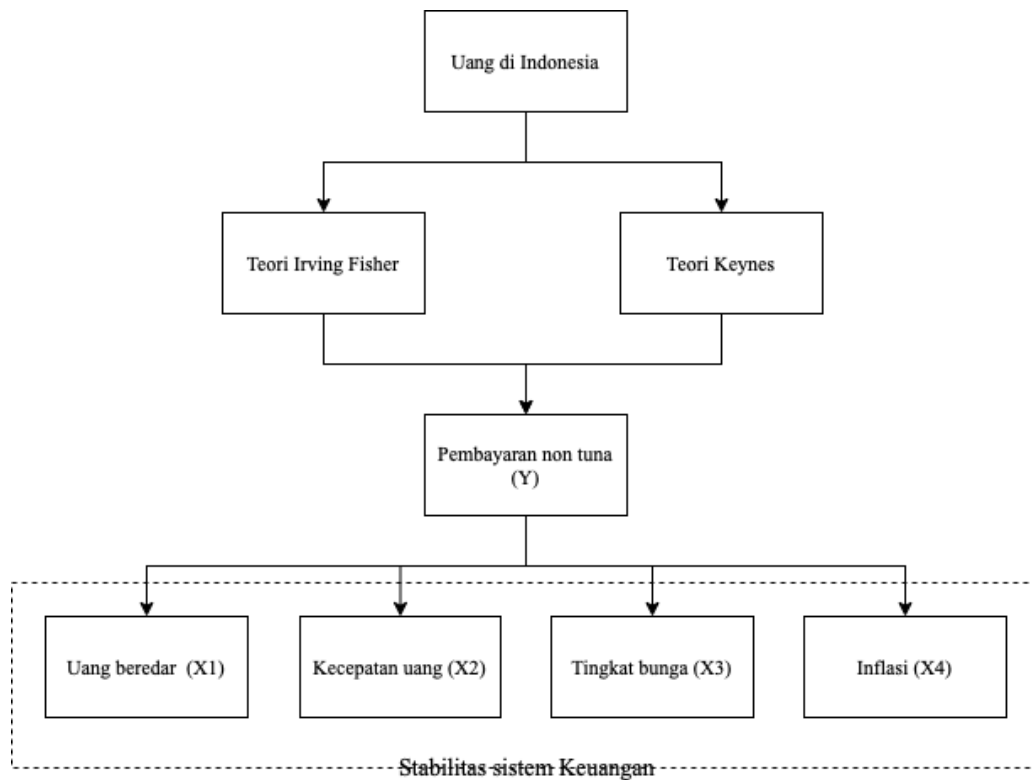 Uang di Indonesia
Teori Irving Fisher
Teori Keynes
Pembayaran non tuna
(Y)
Uang beredar (X1)
Kecepatan uang (X2)
Tingkat bunga (X3)
Inflasi (X4)
Stabilitas sistem Keuangan